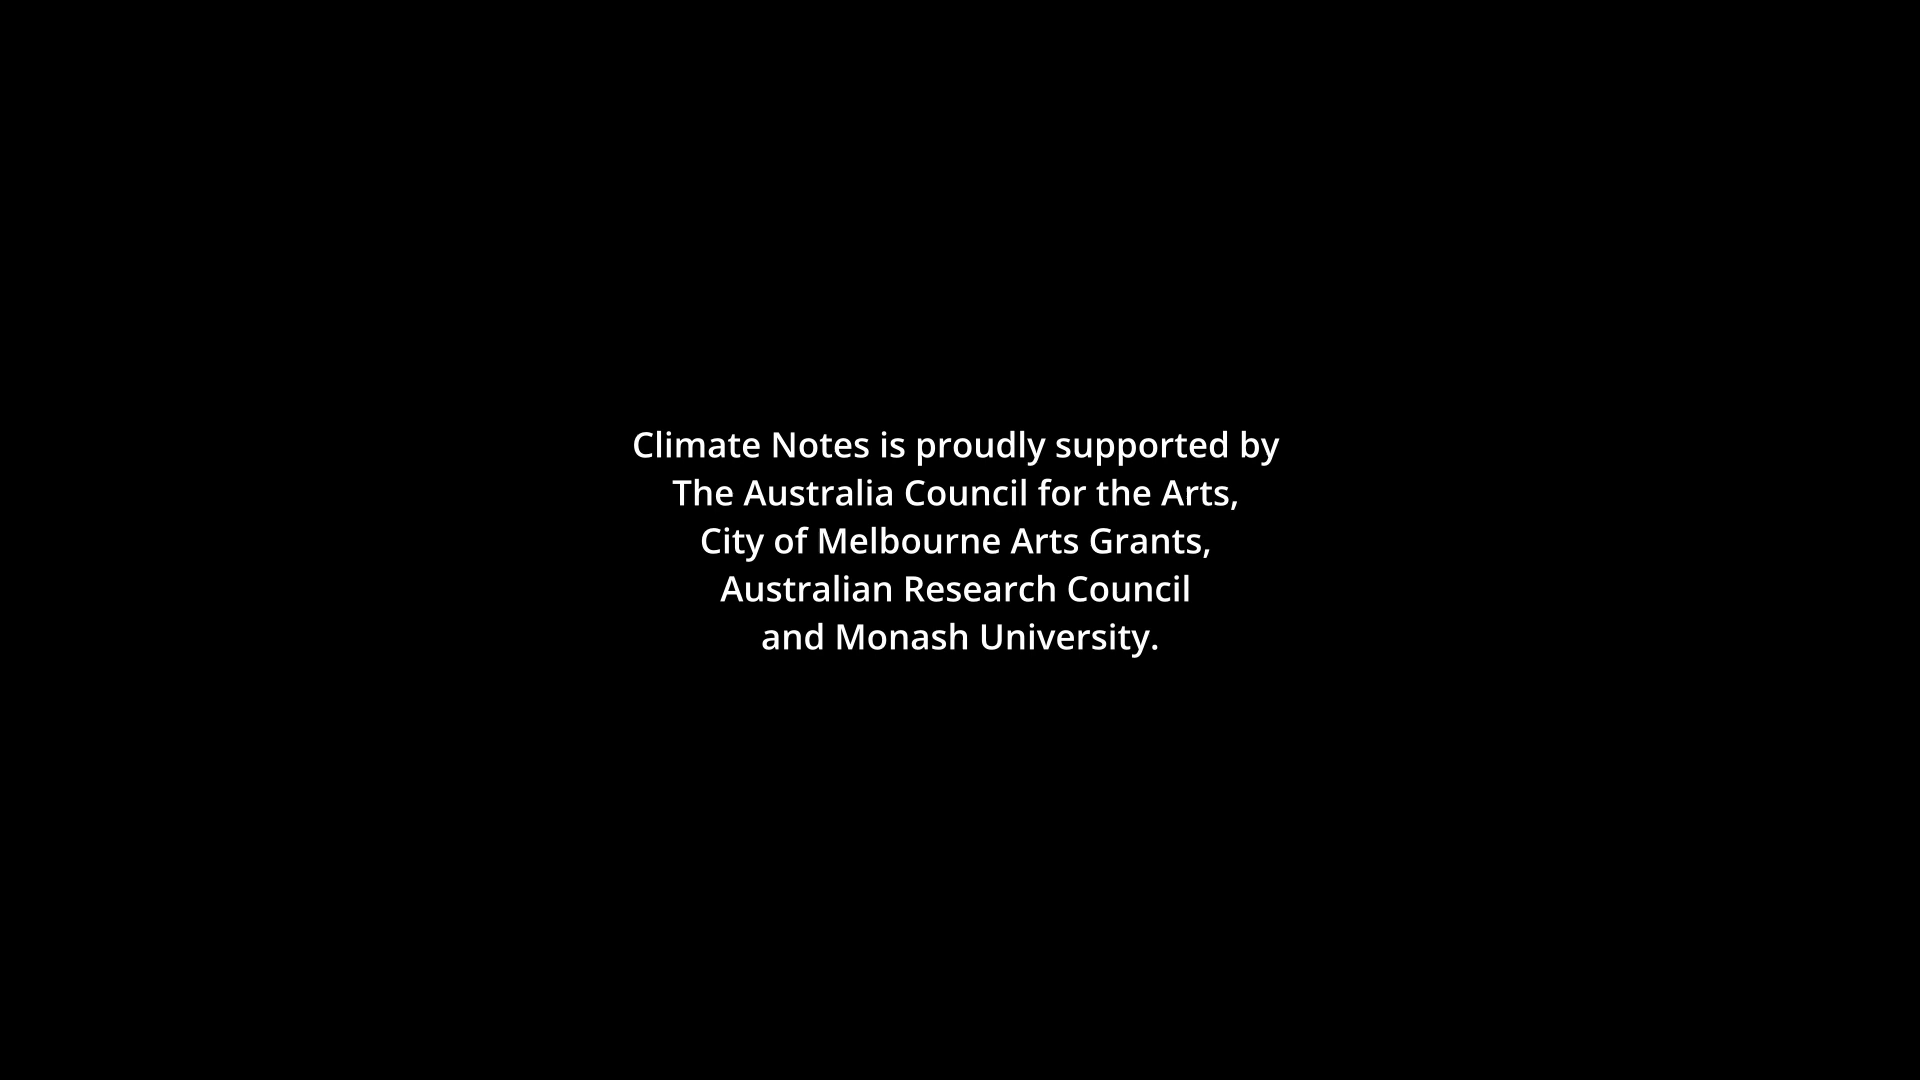 Climate Notes is proudly supported by
The Australia Council for the Arts,
City of Melbourne Arts Grants,
Australian Research Council
and Monash University.